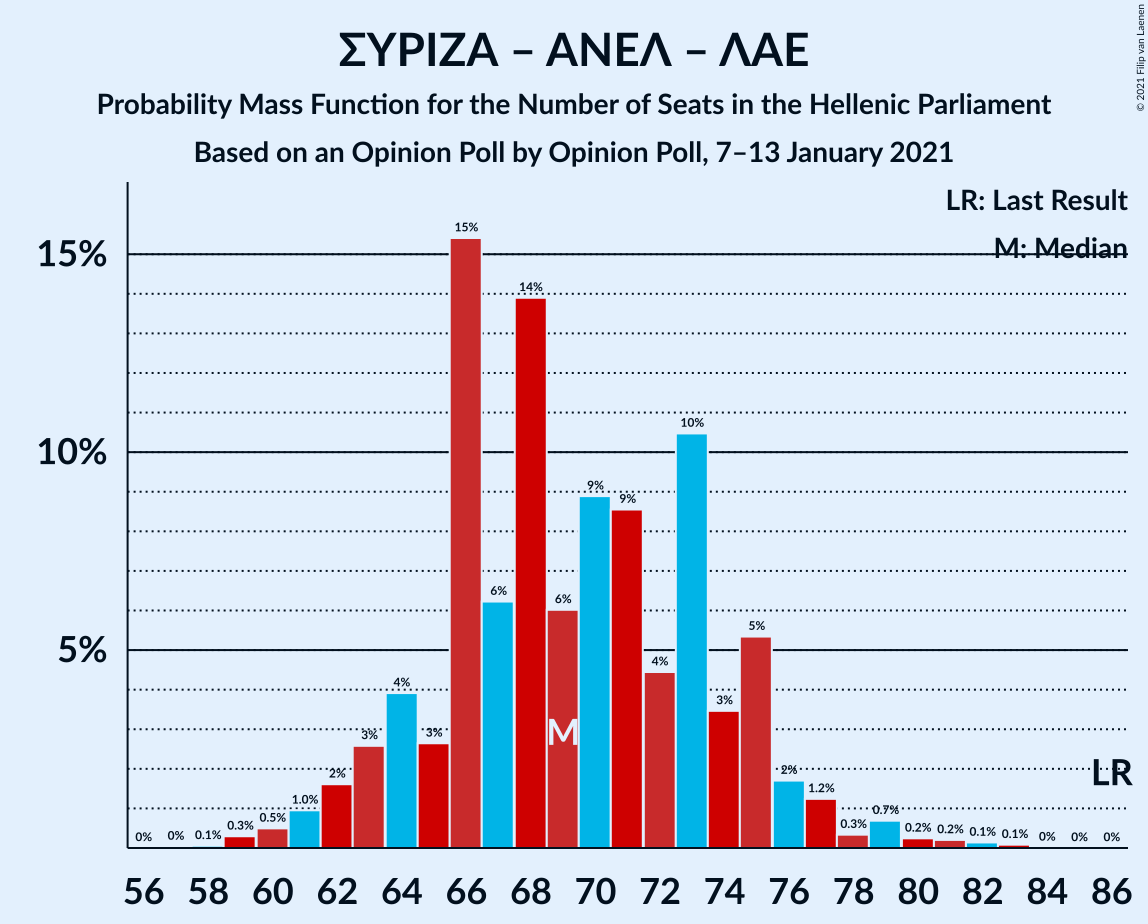 ΣΥΡΙΖΑ – ΑΝΕΛ – ΛΑΕ
Probability Mass Function for the Number of Seats in the Hellenic Parliament
Based on an Opinion Poll by Opinion Poll, 7–13 January 2021
© 2021 Filip van Laenen
LR: Last Result
M: Median
15%
10%
5%
0% 0% 0.1% 0.3% 0.5% 1.0% 2% 3% 4% 3% 15% 6% 14% 6% 9% 9% 4% 10% 3% 5% 2% 1.2% 0.3% 0.7% 0.2% 0.2% 0.1% 0.1% 0% 0% 0%
M
LR
56 58 60 62 64 66 68 70 72 74 76 78 80 82 84 86